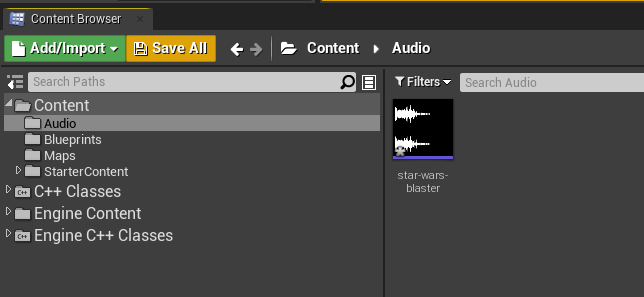 Content Browser
Add/Import
Save All
Content
Audio
Search Paths
Filters
Search Audio
Content
Audio
Blueprints
Maps
StarterContent
C++ Classes
Engine Content
Engine C++ Classes
star-wars-
blaster